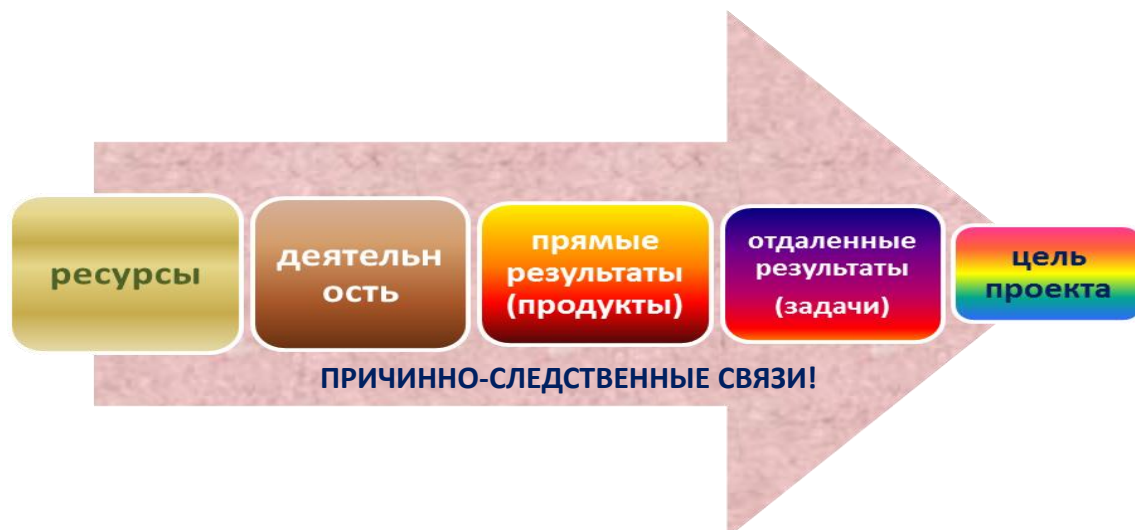 ресурсы
деятельн
ость
прямые
результаты
(продукты)
отдаленные
результаты
(задачи)
цель
проекта
ПРИЧИННО-СЛЕДСТВЕННЫЕ СВЯЗИ!